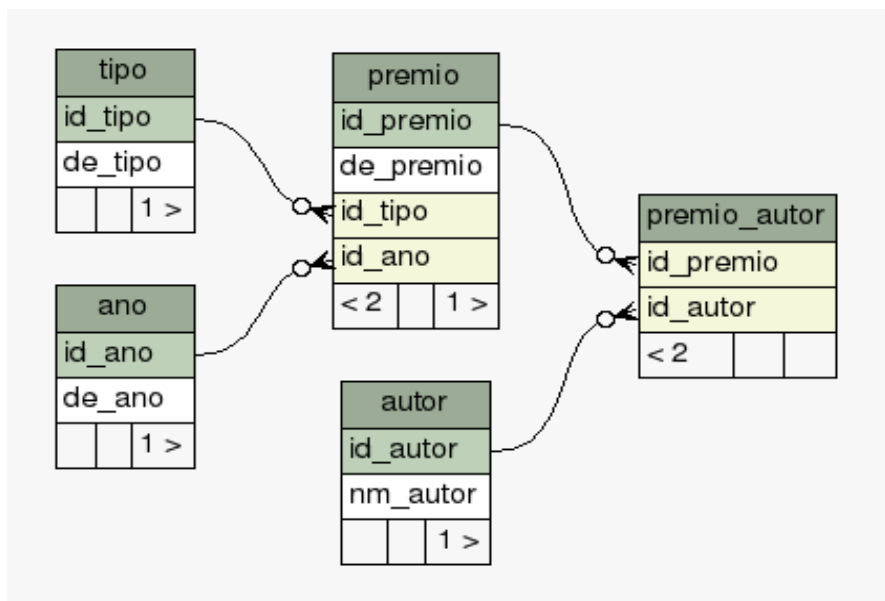 tipo
id_tipo
de_tipo
1 >
ano
id_ano
de_ano
1 >
premio
id_premio
de_premio
id_tipo
id_ano
< 2 1 >
autor
id_autor
nm_autor
1 >
premio_autor
id_premio
id_autor
< 2